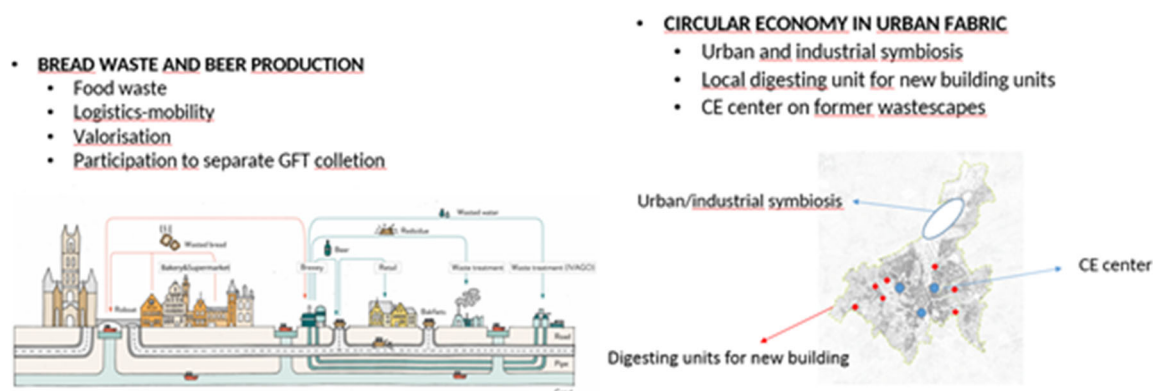 BREAD WASTE AND BEER PRODUCTION
Food waste
Logistics-mobility
Valorisation
Participation to separate GFT colletion
Wasted water
Residue
Wasted bread
Beer
Bakery&Supermarket
Brewey
Retail
Waste treatment
Waste treatment (IVAGO)
Road
Pipe
CIRCULAR ECONOMY IN URBAN FABRIC
Urban and industrial symbiosis
Local digesting unit for new building units
CE center on former wastescapes
Urban/industrial symbiosis
CE center
Digesting units for new building